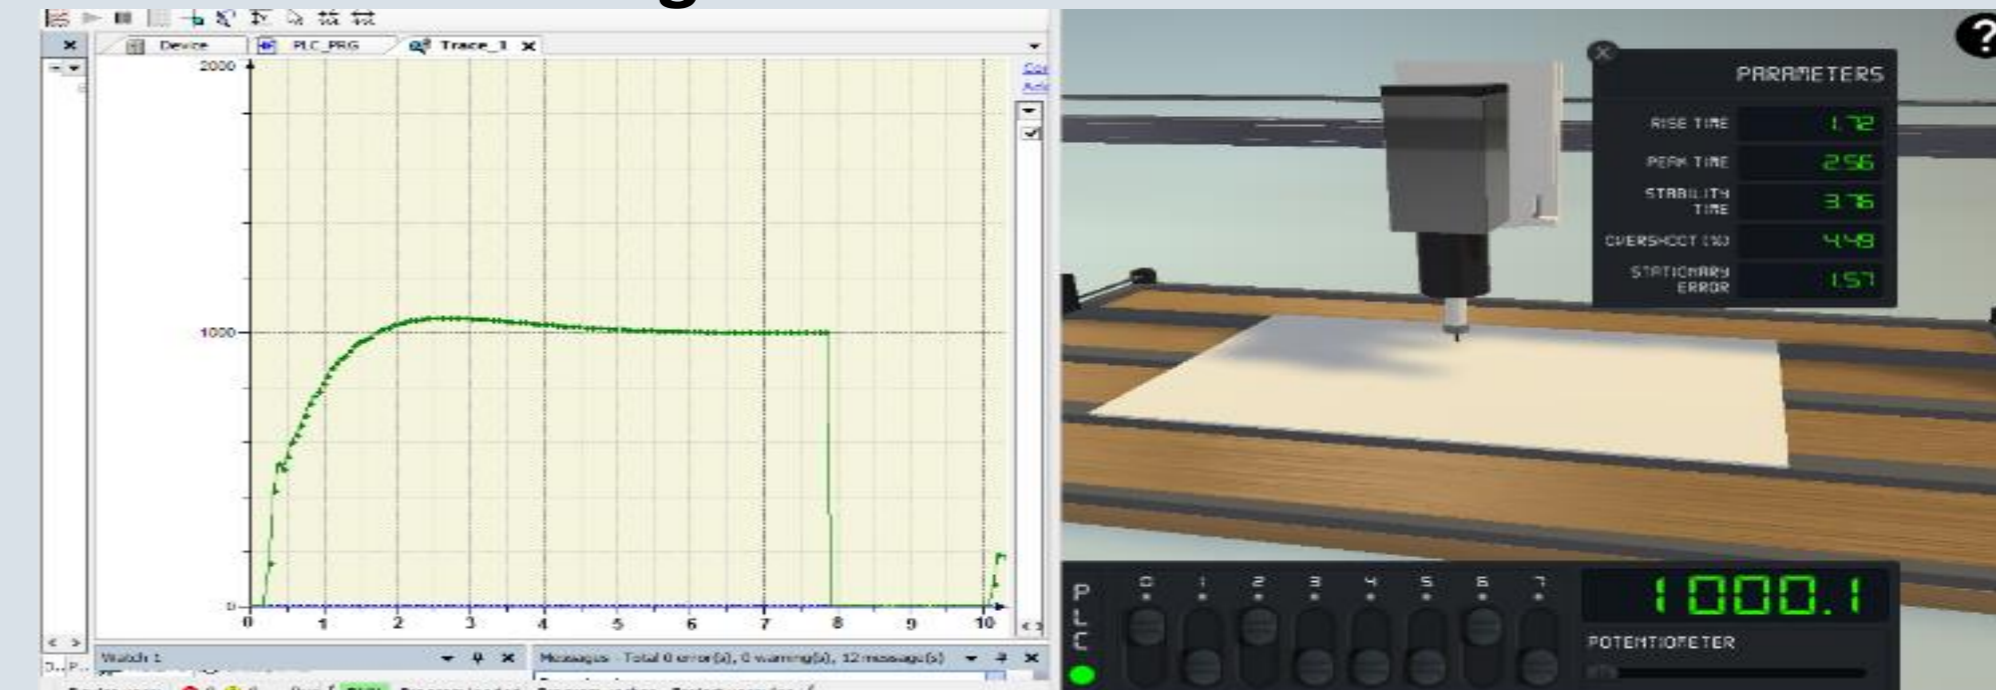 g
Device
PLC_PRG
Trace_1
2000
1000
0
0 1 2 3 4 5 6 7 8 9 10
Watch 1
Messages - Total 0 error(s), 0 warning(s), 12 message(s)
PARAMETERS
RISE TIME 1.72
PEAK TIME 2.56
STABILITY TIME 3.76
OVERSHOOT (%) 4.49
STATIONARY ERROR 1.57
?
PLC
0 1 2 3 4 5 6 7
1000.1
POTENTIOMETER